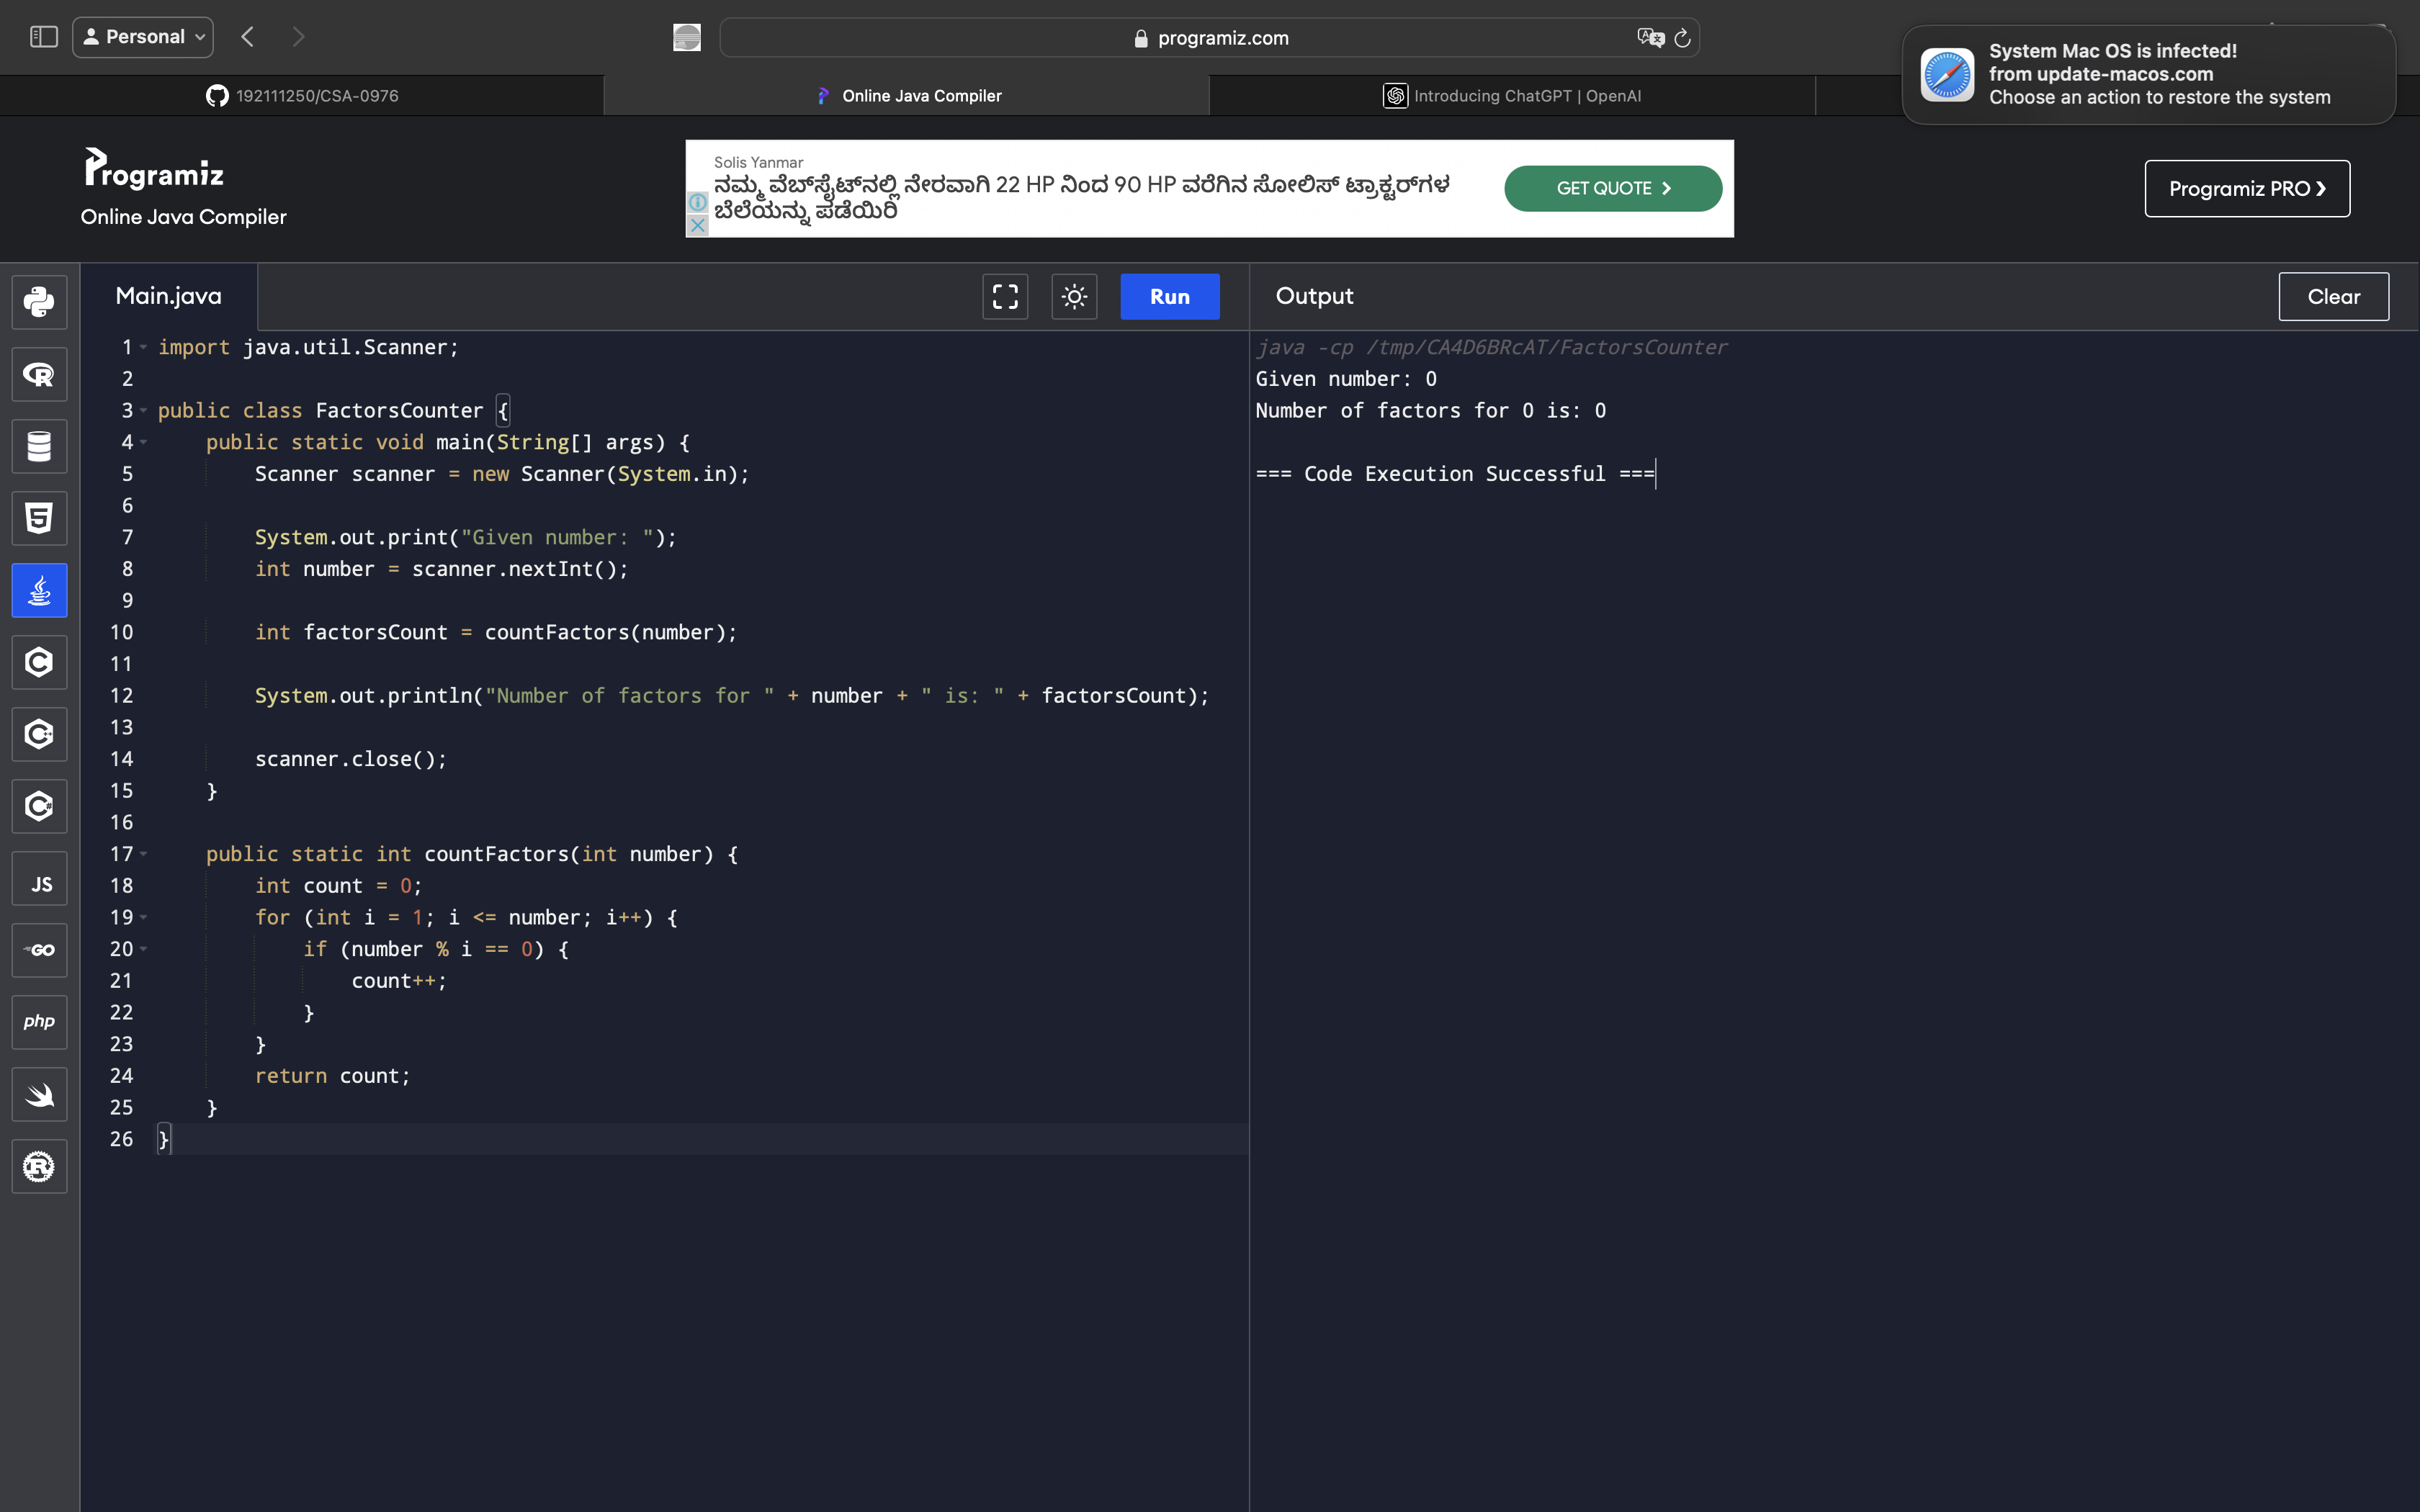 Personal
programiz.com
System Mac OS is infected!
from update-macos.com
Choose an action to restore the system
192111250/CSA-0976
Online Java Compiler
Introducing ChatGPT | OpenAI
Programiz
Online Java Compiler
Solis Yanmar
ನಮ್ಮ ವೆಬ್‌ಸೈಟ್‌ನಲ್ಲಿ ನೇರವಾಗಿ 22 HP ನಿಂದ 90 HP ವರೆಗಿನ ಸೋಲಿಸ್ ಟ್ರಾಕ್ಟರ್‌ಗಳ
ಬೆಲೆಯನ್ನು ಪಡೆಯಿರಿ
GET QUOTE
Programiz PRO
Main.java
Run
Output
Clear
1 import java.util.Scanner;
2
3 public class FactorsCounter {
4     public static void main(String[] args) {
5         Scanner scanner = new Scanner(System.in);
6
7         System.out.print("Given number: ");
8         int number = scanner.nextInt();
9
10         int factorsCount = countFactors(number);
11
12         System.out.println("Number of factors for " + number + " is: " + factorsCount);
13
14         scanner.close();
15     }
16
17     public static int countFactors(int number) {
18         int count = 0;
19         for (int i = 1; i <= number; i++) {
20             if (number % i == 0) {
21                 count++;
22             }
23         }
24         return count;
25     }
26 }
java -cp /tmp/CA4D6BRcAT/FactorsCounter
Given number: 0
Number of factors for 0 is: 0
=== Code Execution Successful ===
R
5
C
C++
C#
JS
GO
php
R